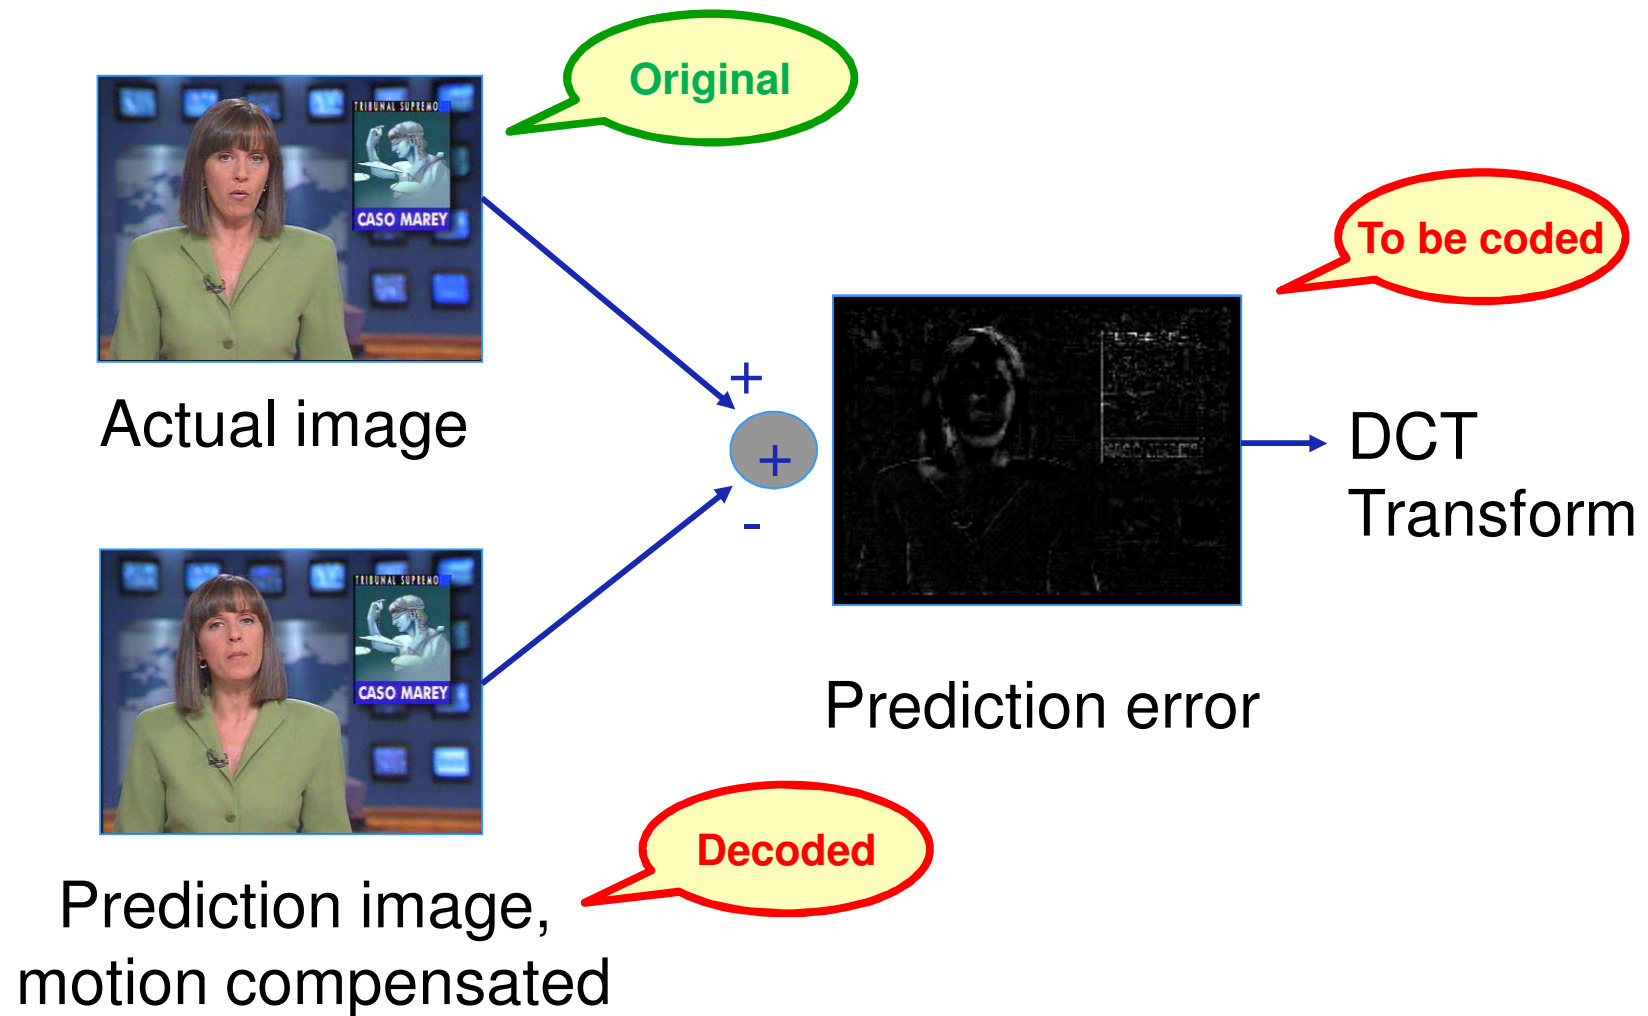 Original
TRIBUNAL SUPREMO
CASO MAREY
Actual image
To be coded
+
+
-
DCT
Transform
TRIBUNAL SUPREMO
CASO MAREY
Prediction error
Decoded
Prediction image,
motion compensated